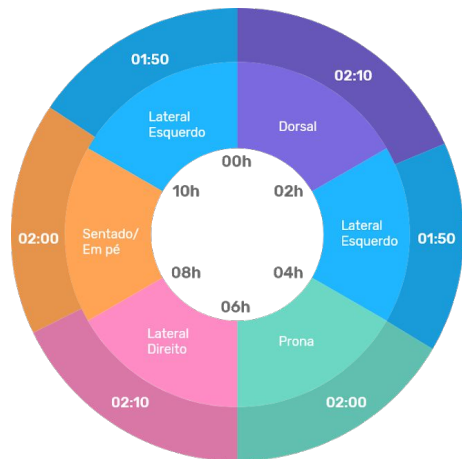 01:50
02:10
Lateral
Esquerdo
Dorsal
00h
10h
02h
02:00
Sentado/
Em pé
Lateral
Esquerdo
01:50
08h
04h
06h
Lateral
Direito
Prona
02:10
02:00